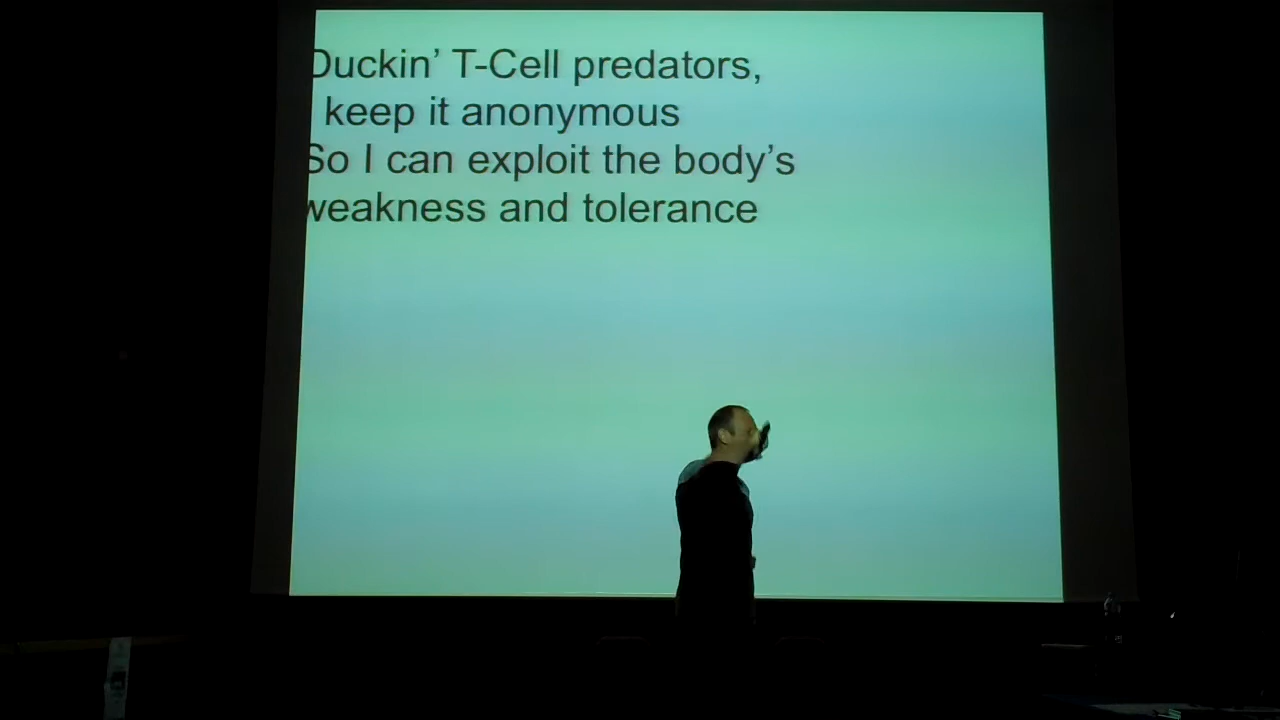 Duckin' T-Cell predators,
keep it anonymous
So I can exploit the body's
weakness and tolerance